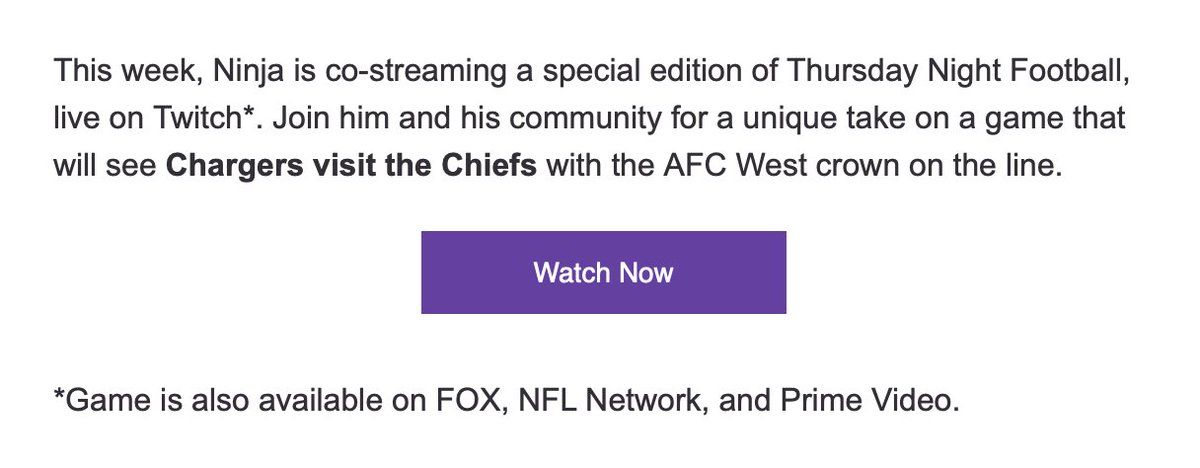 This week, Ninja is co-streaming a special edition of Thursday Night Football,
live on Twitch*. Join him and his community for a unique take on a game that
will see Chargers visit the Chiefs with the AFC West crown on the line.
Watch Now
*Game is also available on FOX, NFL Network, and Prime Video.